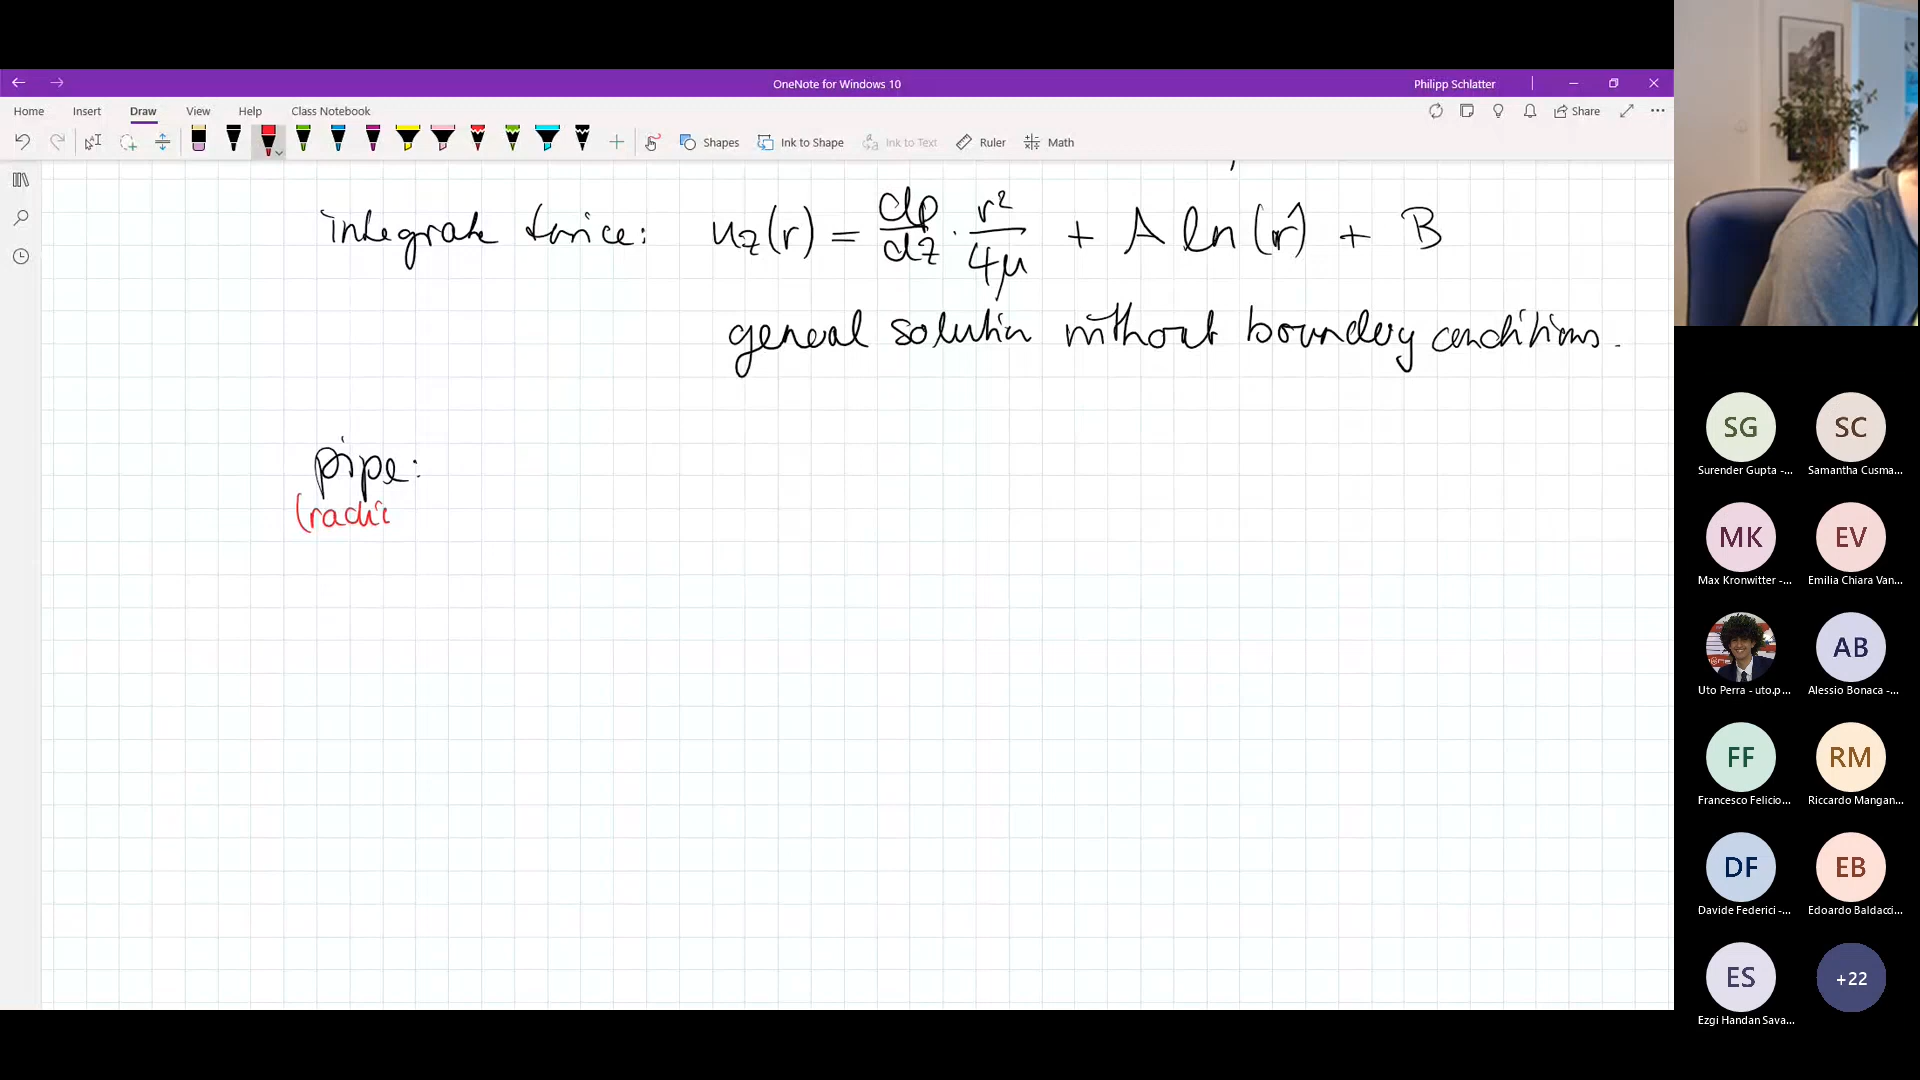 OneNote for Windows 10
Philipp Schlatter
Home Insert Draw View Help Class Notebook
Share
Shapes Ink to Shape Ink to Text Ruler Math
integrate twice: uz(r) = dp/dz · r²/4μ + A ln(r̂) + B
general solution without boundary conditions.
pipe:
(radi
SG SC
Surender Gupta -... Samantha Cusma...
MK EV
Max Kronwitter -... Emilia Chiara Van...
Uto Perra - uto.p... Alessio Bonaca -...
AB
FF RM
Francesco Felicio... Riccardo Mangan...
DF EB
Davide Federici -... Edoardo Baldacci...
ES +22
Ezgi Handan Sava...